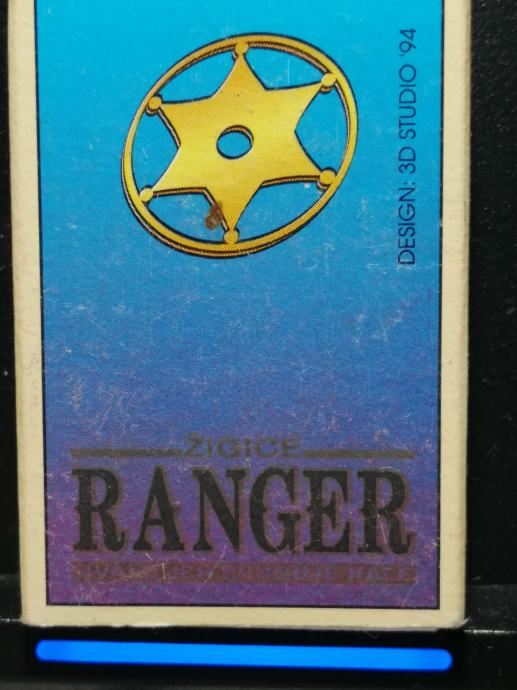 DESIGN: 3D STUDIO '94
ŽIGICE
RANGER